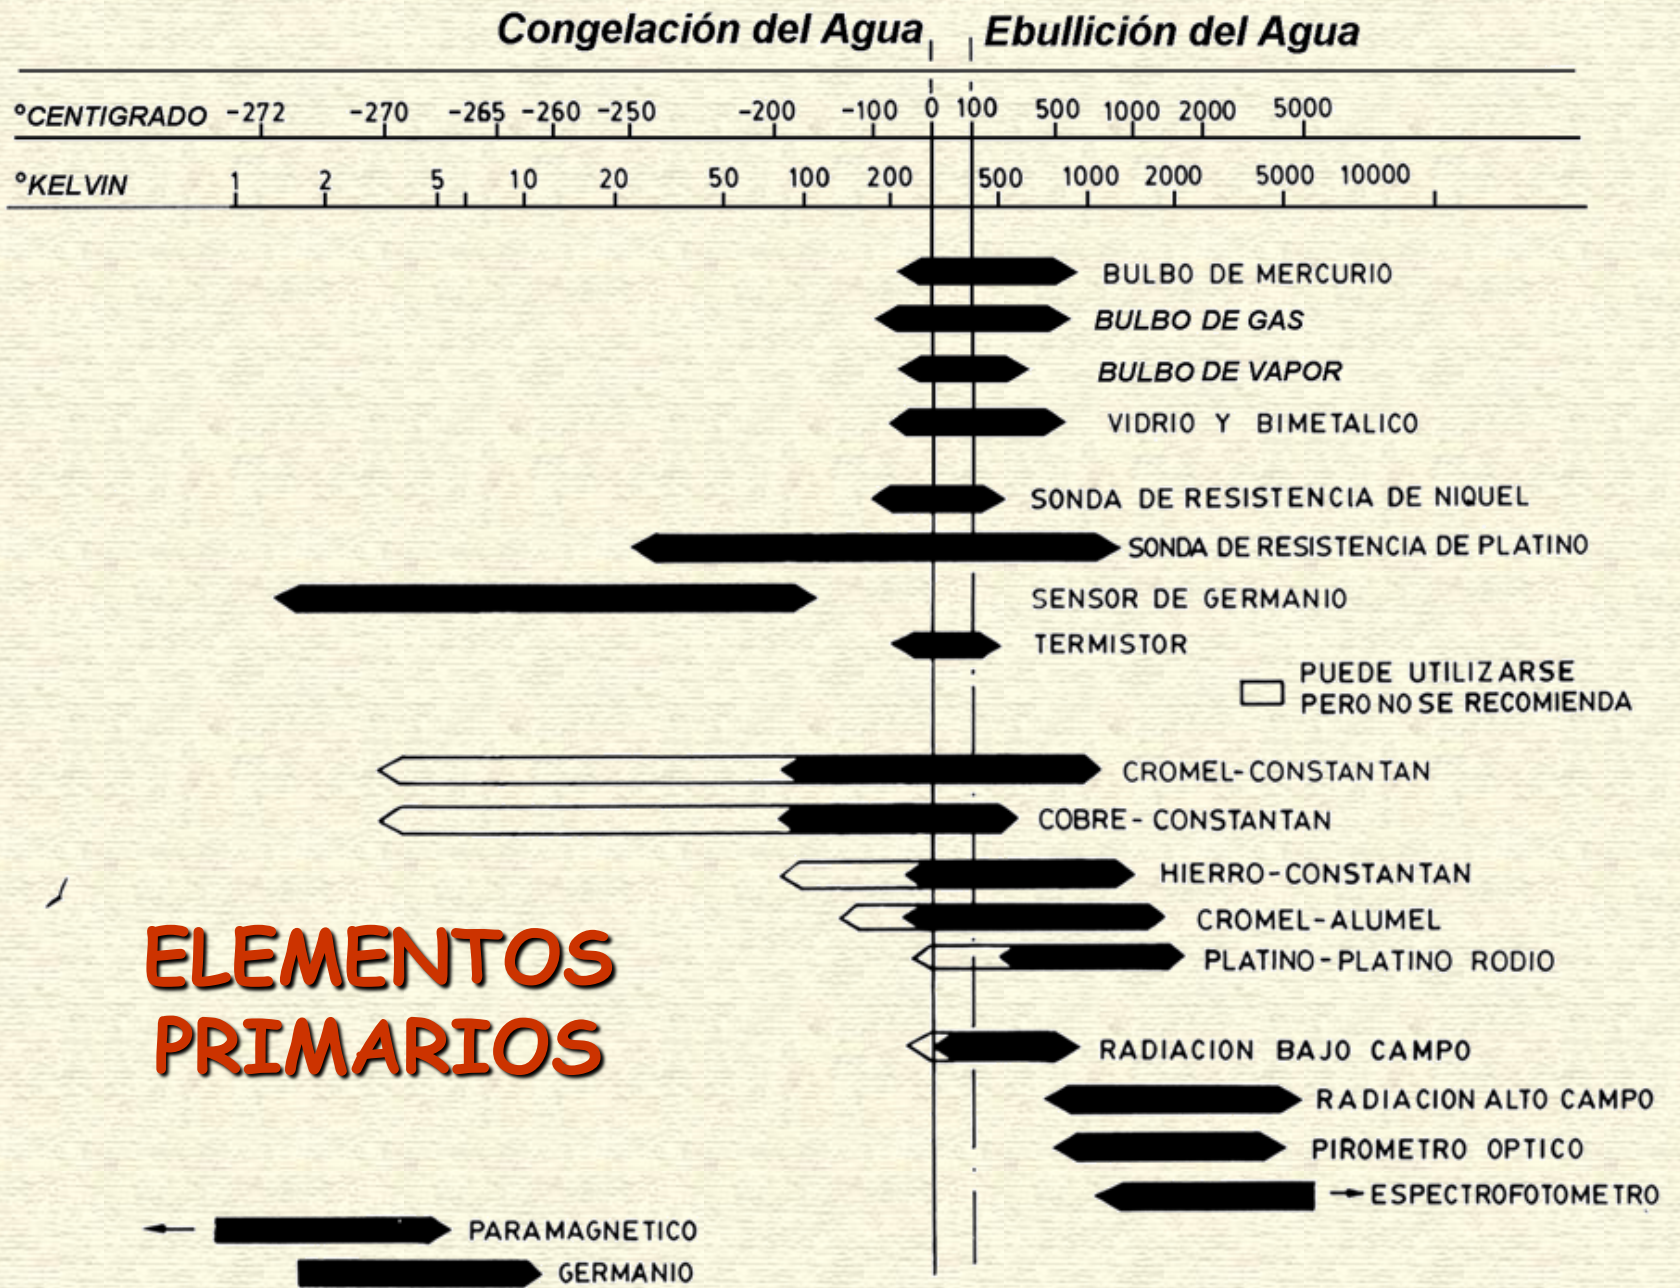 Congelación del Agua Ebullición del Agua
°CENTIGRADO -272 -270 -265 -260 -250 -200 -100 0 100 500 1000 2000 5000
°KELVIN 1 2 5 10 20 50 100 200 500 1000 2000 5000 10000
BULBO DE MERCURIO
BULBO DE GAS
BULBO DE VAPOR
VIDRIO Y BIMETALICO
SONDA DE RESISTENCIA DE NIQUEL
SONDA DE RESISTENCIA DE PLATINO
SENSOR DE GERMANIO
TERMISTOR
PUEDE UTILIZARSE
PERO NO SE RECOMIENDA
CROMEL-CONSTANTAN
COBRE-CONSTANTAN
HIERRO-CONSTANTAN
CROMEL-ALUMEL
PLATINO-PLATINO RODIO
ELEMENTOS
PRIMARIOS
RADIACION BAJO CAMPO
RADIACION ALTO CAMPO
PIROMETRO OPTICO
ESPECTROFOTOMETRO
PARAMAGNETICO
GERMANIO